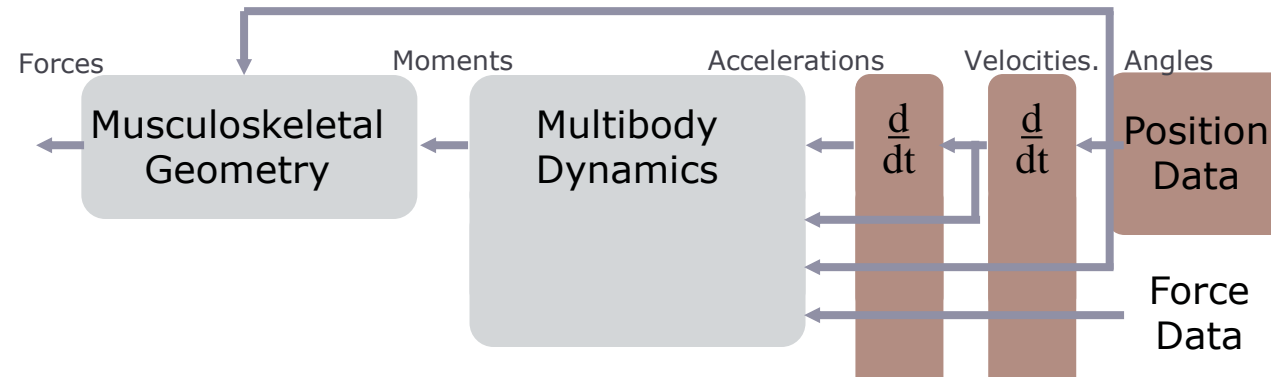 Forces
Moments
Accelerations
Velocities.
Angles
Musculoskeletal
Geometry
Multibody
Dynamics
d
dt
d
dt
Position
Data
Force
Data